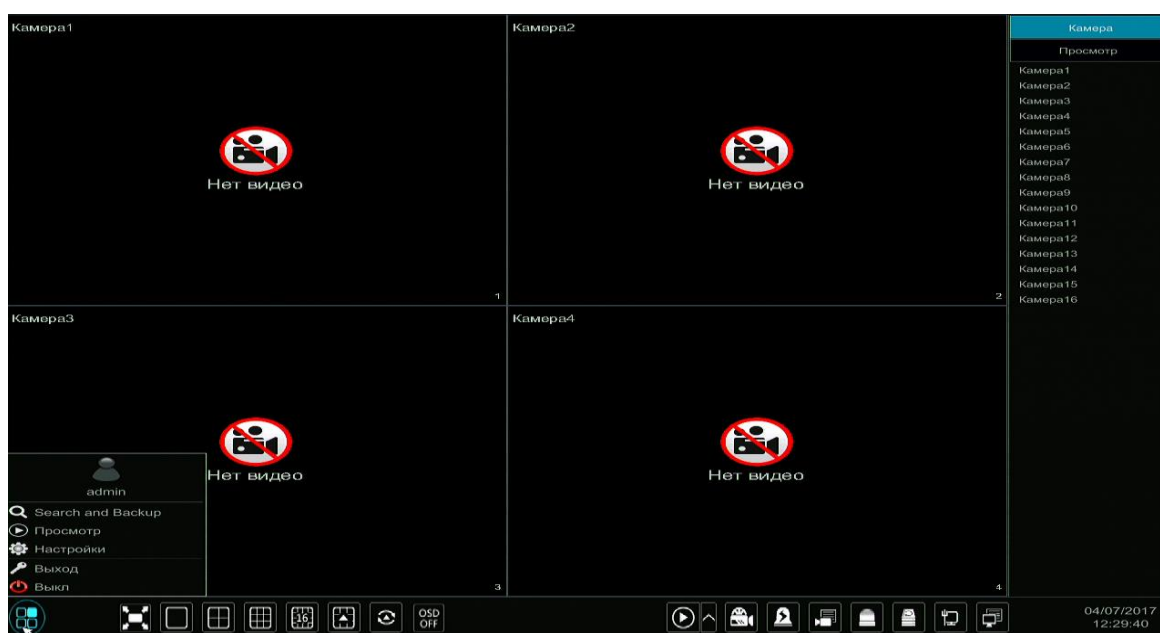 Камера1
Нет видео
1
Камера2
Нет видео
2
Камера3
Нет видео
3
Камера4
Нет видео
4
admin
Search and Backup
Просмотр
Настройки
Выход
Выкл
Камера
Просмотр
Камера1
Камера2
Камера3
Камера4
Камера5
Камера6
Камера7
Камера8
Камера9
Камера10
Камера11
Камера12
Камера13
Камера14
Камера15
Камера16
16
OSD
OFF
04/07/2017
12:29:40